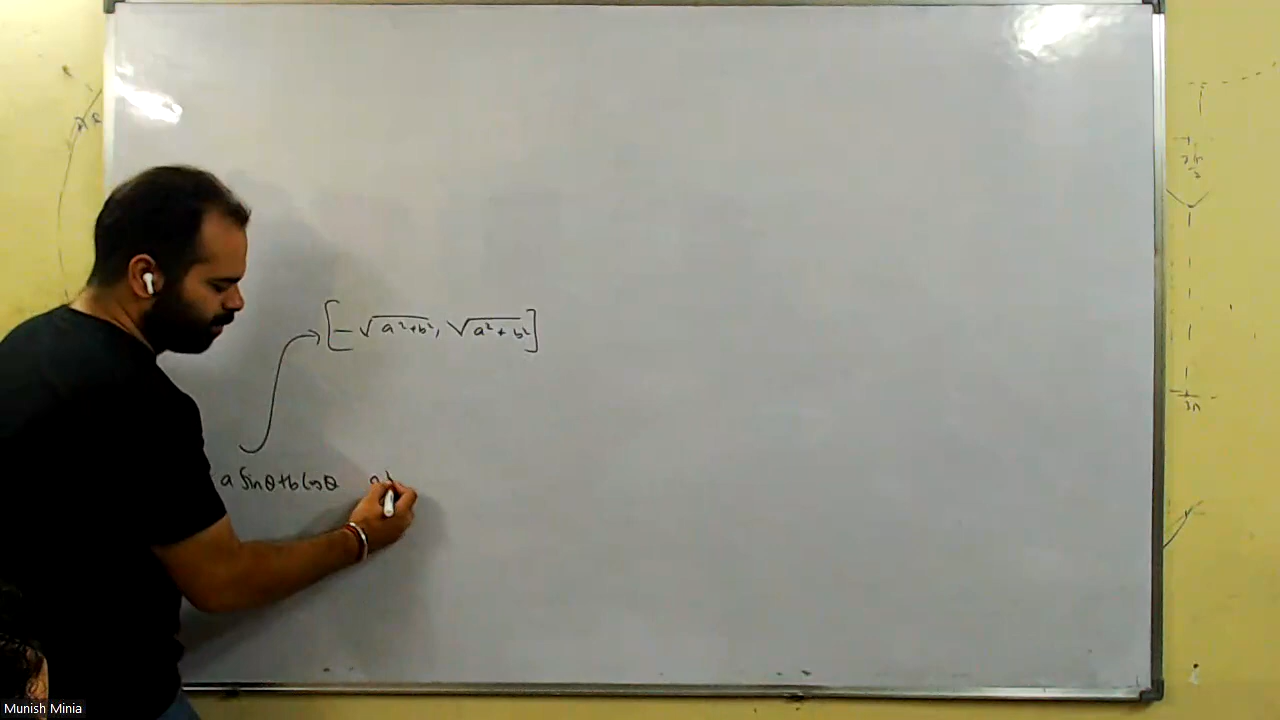 [-√a²+b², √a²+b²]
a Sinθ+b Cosθ
Munish Minia